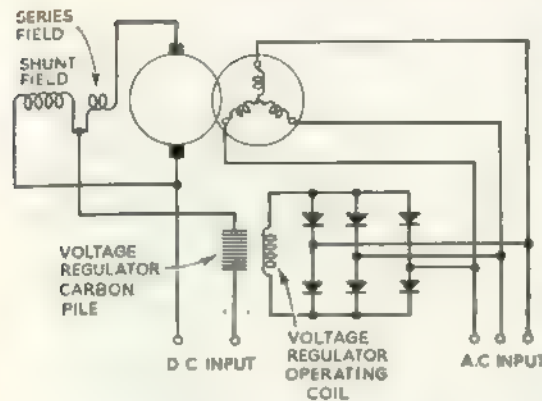 SERIES
FIELD
SHUNT
FIELD
VOLTAGE
REGULATOR
CARBON
PILE
D C INPUT
VOLTAGE
REGULATOR
OPERATING
COIL
A.C INPUT